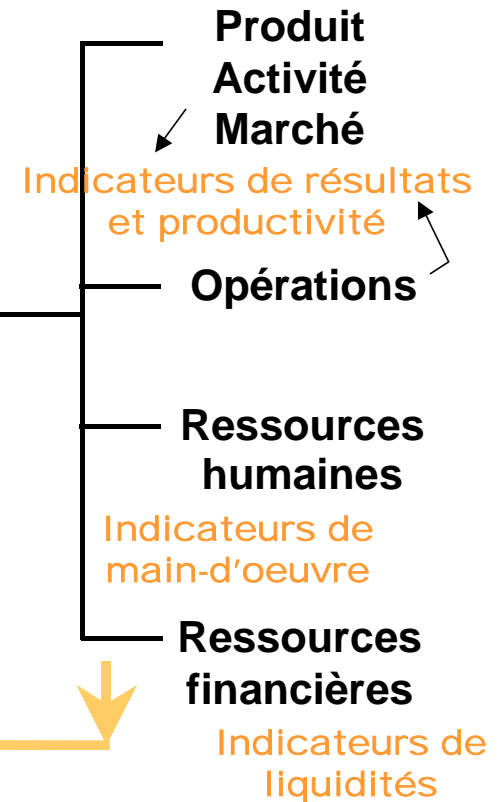 Produit
Activité
Marché
Indicateurs de résultats
et productivité
Opérations
Ressources
humaines
Indicateurs de
main-d'oeuvre
Ressources
financières
Indicateurs de
liquidités